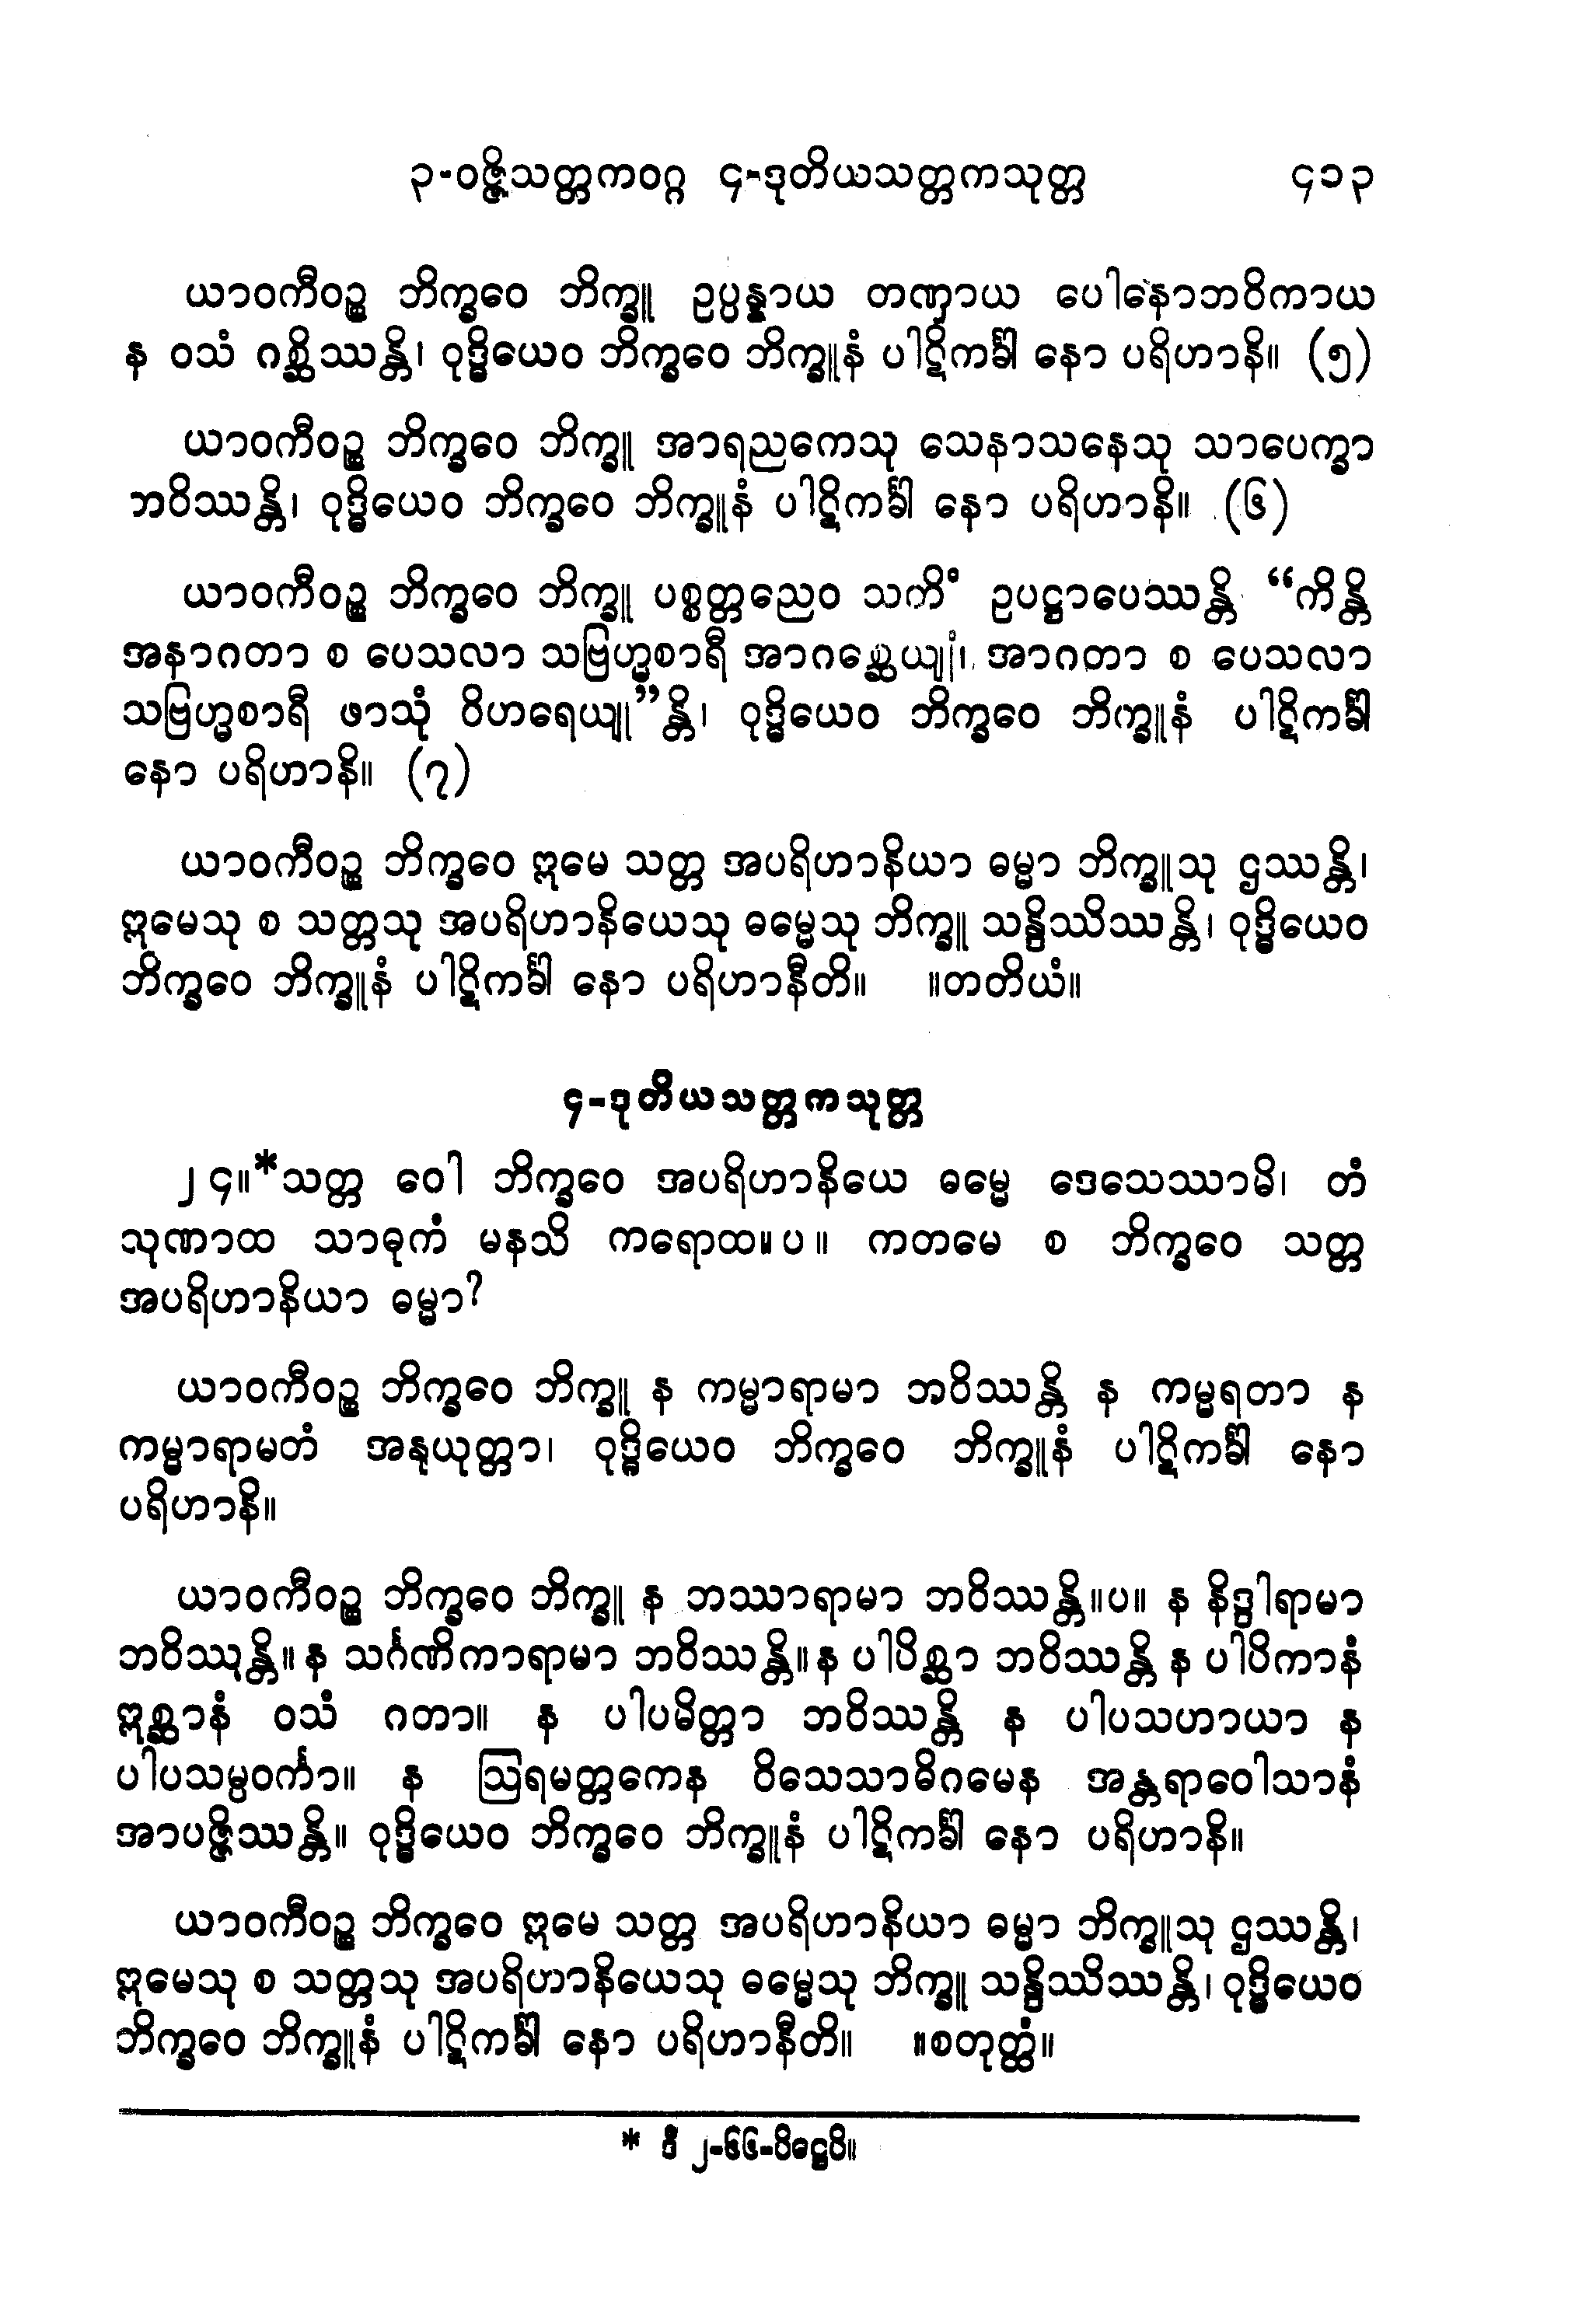 ၃-ဝဇ္ဇိသတ္တကဝဂ္ဂ ၄-ဒုတိယသတ္တကသုတ္တ ၄၁၃
ယာဝကီဝဉ္စ ဘိက္ခဝေ ဘိက္ခူ ဥပ္ပန္နာယ တဏှာယ ပေါနောဘဝိကာယ
န ဝသံ ဂစ္ဆိဿန္တိ၊ ဝုဒ္ဓိယေဝ ဘိက္ခဝေ ဘိက္ခူနံ ပါဋိကင်္ခါ နော ပရိဟာနိ။ (၅)
ယာဝကီဝဉ္စ ဘိက္ခဝေ ဘိက္ခူ အာရညကေသု သေနာသနေသု သာပေက္ခာ
ဘဝိဿန္တိ၊ ဝုဒ္ဓိယေဝ ဘိက္ခဝေ ဘိက္ခူနံ ပါဋိကင်္ခါ နော ပရိဟာနိ။ (၆)
ယာဝကီဝဉ္စ ဘိက္ခဝေ ဘိက္ခူ ပစ္စတ္တညေဝ သတိံ ဥပဋ္ဌာပေဿန္တိ “ကိန္တိ
အနာဂတာ စ ပေသလာ သဗြဟ္မစာရီ အာဂစ္ဆေယျုံ၊ အာဂတာ စ ပေသလာ
သဗြဟ္မစာရီ ဖာသုံ ဝိဟရေယျု”န္တိ၊ ဝုဒ္ဓိယေဝ ဘိက္ခဝေ ဘိက္ခူနံ ပါဋိကင်္ခါ
နော ပရိဟာနိ။ (၇)
ယာဝကီဝဉ္စ ဘိက္ခဝေ ဣမေ သတ္တ အပရိဟာနိယာ ဓမ္မာ ဘိက္ခူသု ဌဿန္တိ၊
ဣမေသု စ သတ္တသု အပရိဟာနိယေသု ဓမ္မေသု ဘိက္ခူ သန္ဒိဿိဿန္တိ၊ ဝုဒ္ဓိယေဝ
ဘိက္ခဝေ ဘိက္ခူနံ ပါဋိကင်္ခါ နော ပရိဟာနီတိ။ ။တတိယံ။
၄-ဒုတိယသတ္တကသုတ္တ
၂၄။*သတ္တ ဝေါ ဘိက္ခဝေ အပရိဟာနိယေ ဓမ္မေ ဒေသေဿာမိ၊ တံ
သုဏာထ သာဓုကံ မနသိ ကရောထ။ပ။ ကတမေ စ ဘိက္ခဝေ သတ္တ
အပရိဟာနိယာ ဓမ္မာ?
ယာဝကီဝဉ္စ ဘိက္ခဝေ ဘိက္ခူ န ကမ္မာရာမာ ဘဝိဿန္တိ န ကမ္မရတာ န
ကမ္မာရာမတံ အနုယုတ္တာ၊ ဝုဒ္ဓိယေဝ ဘိက္ခဝေ ဘိက္ခူနံ ပါဋိကင်္ခါ နော
ပရိဟာနိ။
ယာဝကီဝဉ္စ ဘိက္ခဝေ ဘိက္ခူ န ဘဿာရာမာ ဘဝိဿန္တိ။ပ။ န နိဒ္ဒါရာမာ
ဘဝိဿန္တိ။ န သင်္ဂဏိကာရာမာ ဘဝိဿန္တိ။ န ပါပိစ္ဆာ ဘဝိဿန္တိ န ပါပိကာနံ
ဣစ္ဆာနံ ဝသံ ဂတာ။ န ပါပမိတ္တာ ဘဝိဿန္တိ န ပါပသဟာယာ န
ပါပသမ္ပဝင်္ကာ။ န ဩရမတ္တကေန ဝိသေသာဓိဂမေန အန္တရာဝေါသာနံ
အာပဇ္ဇိဿန္တိ။ ဝုဒ္ဓိယေဝ ဘိက္ခဝေ ဘိက္ခူနံ ပါဋိကင်္ခါ နော ပရိဟာနိ။
ယာဝကီဝဉ္စ ဘိက္ခဝေ ဣမေ သတ္တ အပရိဟာနိယာ ဓမ္မာ ဘိက္ခူသု ဌဿန္တိ၊
ဣမေသု စ သတ္တသု အပရိဟာနိယေသု ဓမ္မေသု ဘိက္ခူ သန္ဒိဿိဿန္တိ၊ ဝုဒ္ဓိယေဝ
ဘိက္ခဝေ ဘိက္ခူနံ ပါဋိကင်္ခါ နော ပရိဟာနီတိ။ ။စတုတ္ထံ။
* ဒီ ၂-၆၆-ပိဋ္ဌေပိ။